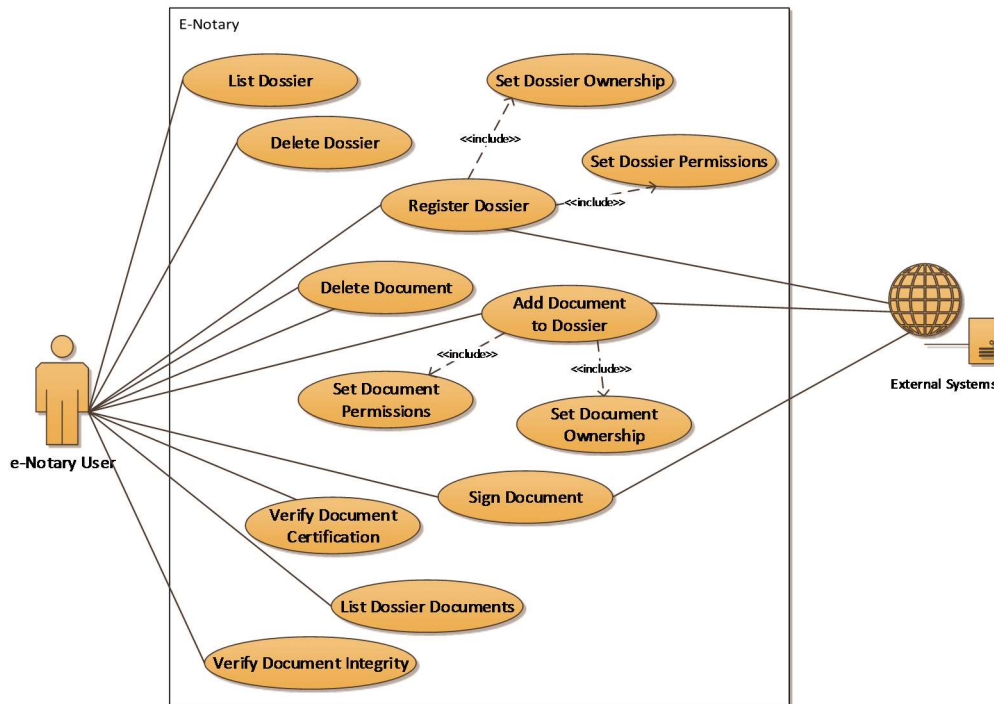 E-Notary
List Dossier
Set Dossier Ownership
<<include>>
Delete Dossier
Set Dossier Permissions
<<include>>
Register Dossier
Delete Document
Add Document
to Dossier
<<include>>
<<include>>
Set Document
Permissions
Set Document
Ownership
External Systems
e-Notary User
Sign Document
Verify Document
Certification
List Dossier Documents
Verify Document Integrity